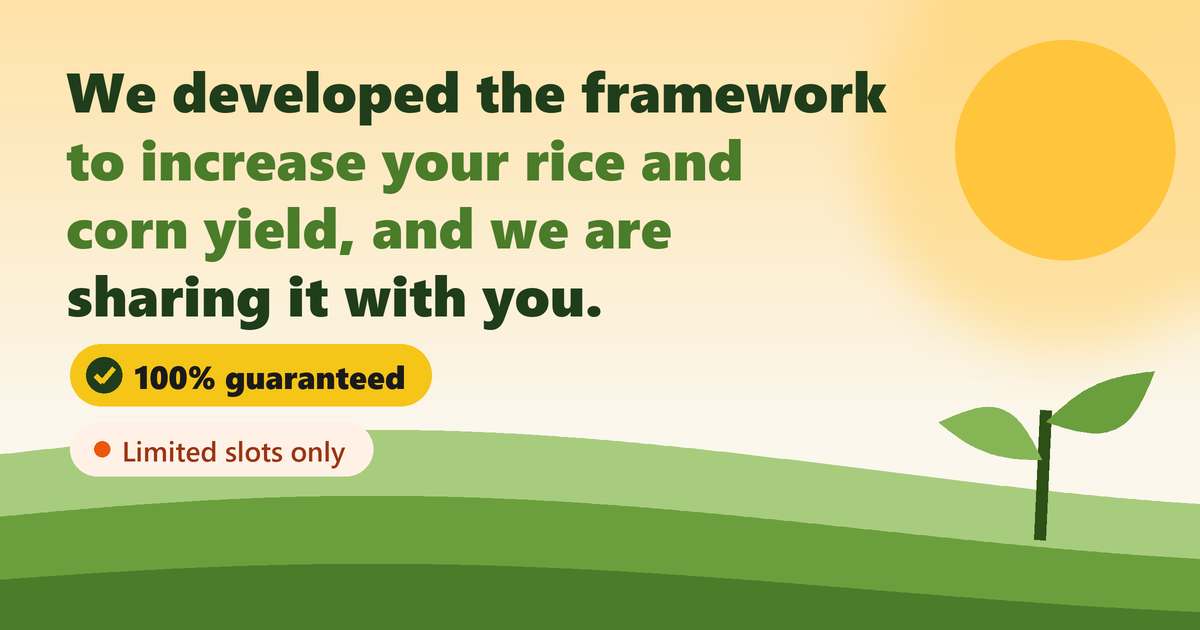 We developed the framework
to increase your rice and
corn yield, and we are
sharing it with you.
100% guaranteed
Limited slots only